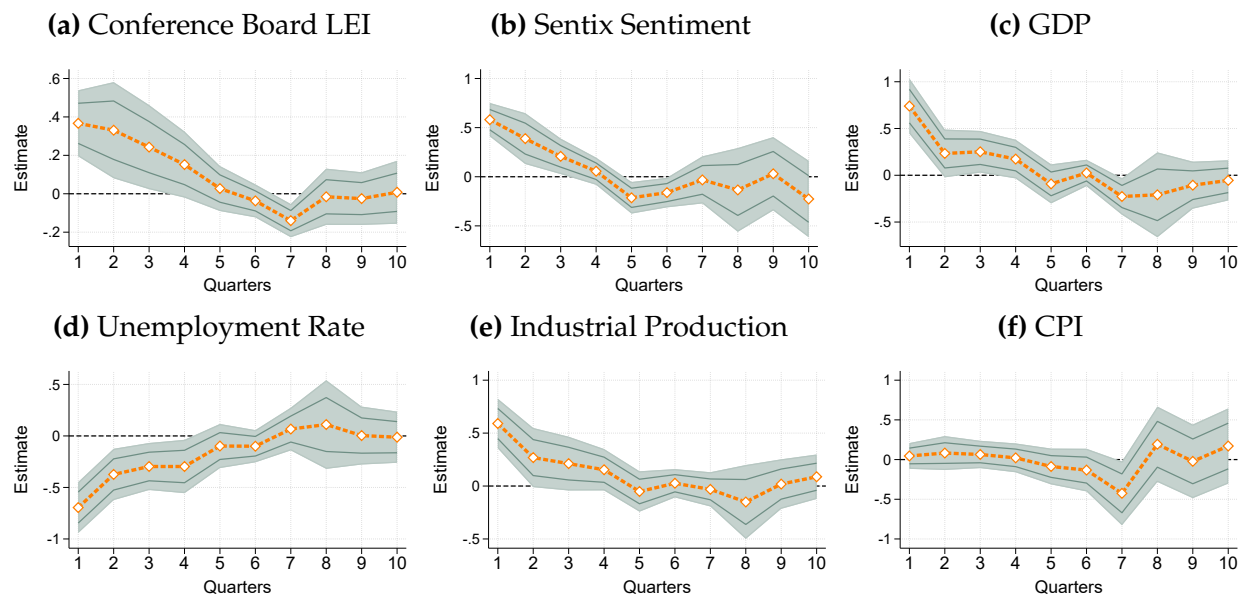 (a) Conference Board LEI
.6
.4
.2
0
-.2
Estimate
1 2 3 4 5 6 7 8 9 10
Quarters
(b) Sentix Sentiment
1
.5
0
-.5
Estimate
1 2 3 4 5 6 7 8 9 10
Quarters
(c) GDP
1
.5
0
-.5
Estimate
1 2 3 4 5 6 7 8 9 10
Quarters
(d) Unemployment Rate
.5
0
-.5
-1
Estimate
1 2 3 4 5 6 7 8 9 10
Quarters
(e) Industrial Production
1
.5
0
-.5
Estimate
1 2 3 4 5 6 7 8 9 10
Quarters
(f) CPI
1
.5
0
-.5
-1
Estimate
1 2 3 4 5 6 7 8 9 10
Quarters